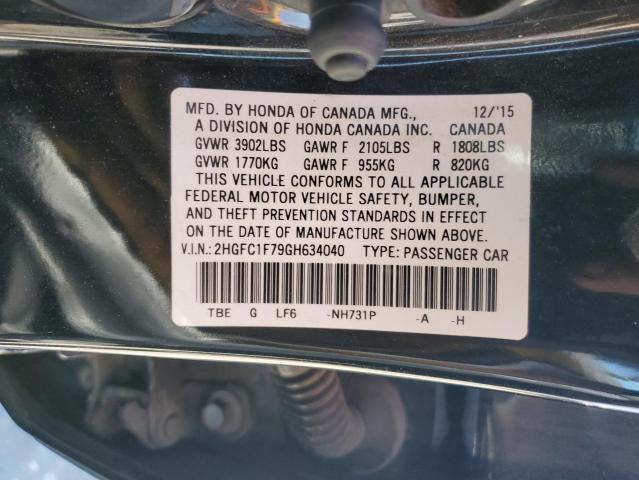 MFD. BY HONDA OF CANADA MFG., 12/'15
A DIVISION OF HONDA CANADA INC. CANADA
GVWR 3902LBS GAWR F 2105LBS R 1808LBS
GVWR 1770KG GAWR F 955KG R 820KG
THIS VEHICLE CONFORMS TO ALL APPLICABLE
FEDERAL MOTOR VEHICLE SAFETY, BUMPER,
AND THEFT PREVENTION STANDARDS IN EFFECT
ON THE DATE OF MANUFACTURE SHOWN ABOVE.
V.I.N.: 2HGFC1F79GH634040 TYPE: PASSENGER CAR
TBE G LF6 -NH731P -A -H